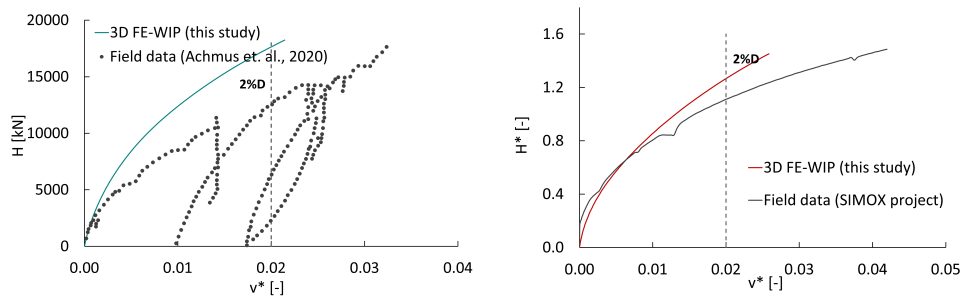 20000
15000
10000
5000
0
H [kN]
3D FE-WIP (this study)
Field data (Achmus et. al., 2020)
2%D
0.00 0.01 0.02 0.03 0.04
v* [-]
1.6
1.2
0.8
0.4
0.0
H* [-]
2%D
3D FE-WIP (this study)
Field data (SIMOX project)
0.00 0.01 0.02 0.03 0.04 0.05
v* [-]